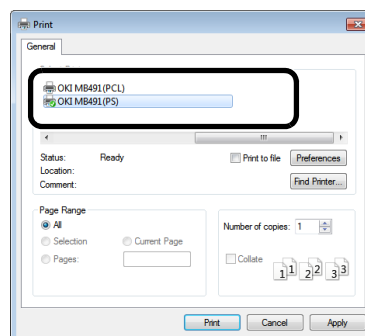 Print
General
OKI MB491(PCL)
OKI MB491(PS)
Status: Ready Print to file Preferences
Location:
Comment: Find Printer...
Page Range
All Number of copies: 1
Selection Current Page
Pages: Collate
1 1 2 2 3 3
Print Cancel Apply